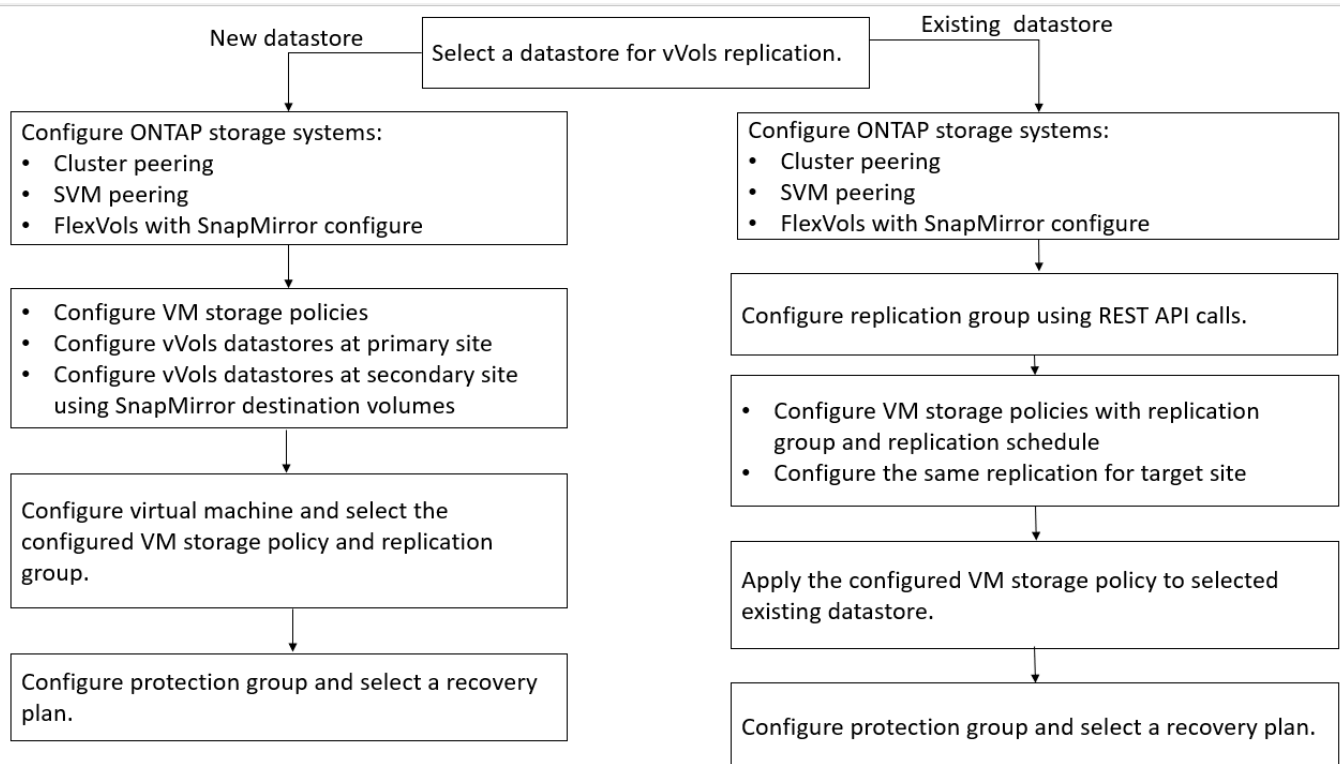 New datastore
Select a datastore for vVols replication.
Existing datastore
Configure ONTAP storage systems:
• Cluster peering
• SVM peering
• FlexVols with SnapMirror configure
• Configure VM storage policies
• Configure vVols datastores at primary site
• Configure vVols datastores at secondary site
using SnapMirror destination volumes
Configure virtual machine and select the
configured VM storage policy and replication
group.
Configure protection group and select a recovery
plan.
Configure ONTAP storage systems:
• Cluster peering
• SVM peering
• FlexVols with SnapMirror configure
Configure replication group using REST API calls.
• Configure VM storage policies with replication
group and replication schedule
• Configure the same replication for target site
Apply the configured VM storage policy to selected
existing datastore.
Configure protection group and select a recovery plan.